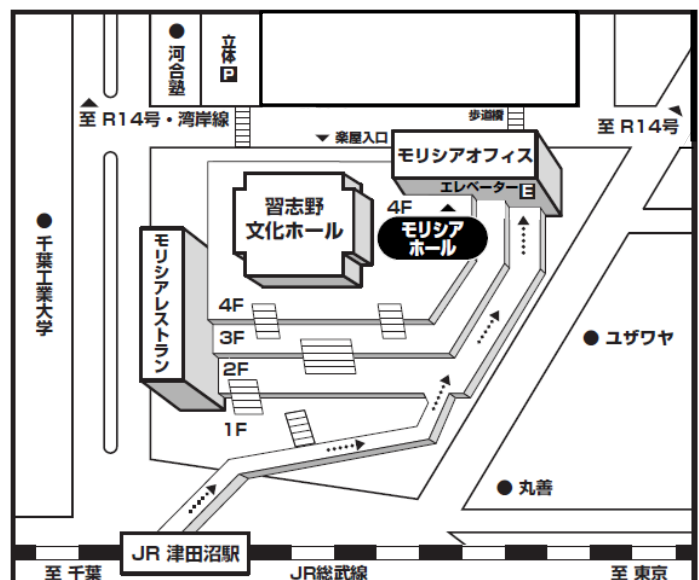 ● 河合塾
立体 P
至 R14号・湾岸線
歩道橋
至 R14号
▼ 楽屋入口
モリシアオフィス
エレベーター E
習志野
文化ホール
4F
モリシア
ホール
● 千葉工業大学
モリシアレストラン
4F
3F
2F
1F
● ユザワヤ
● 丸善
JR 津田沼駅
至 千葉
JR総武線
至 東京